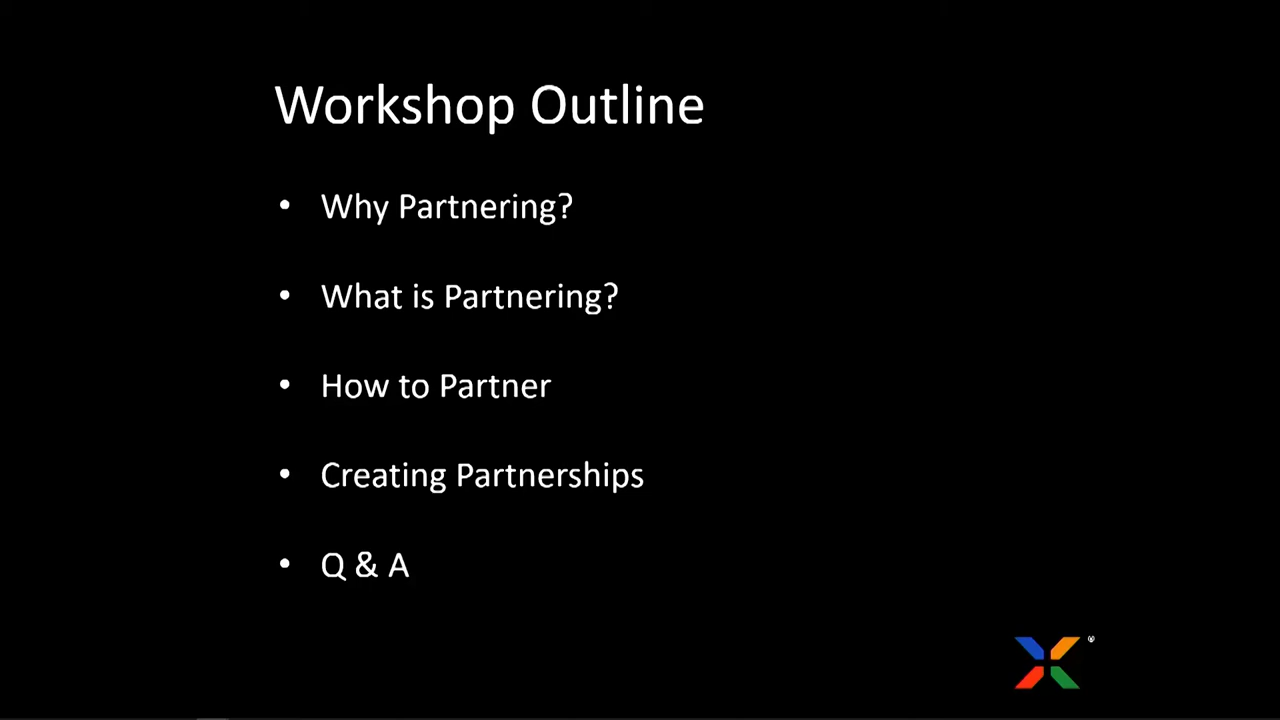 Workshop Outline
• Why Partnering?
• What is Partnering?
• How to Partner
• Creating Partnerships
• Q & A
®